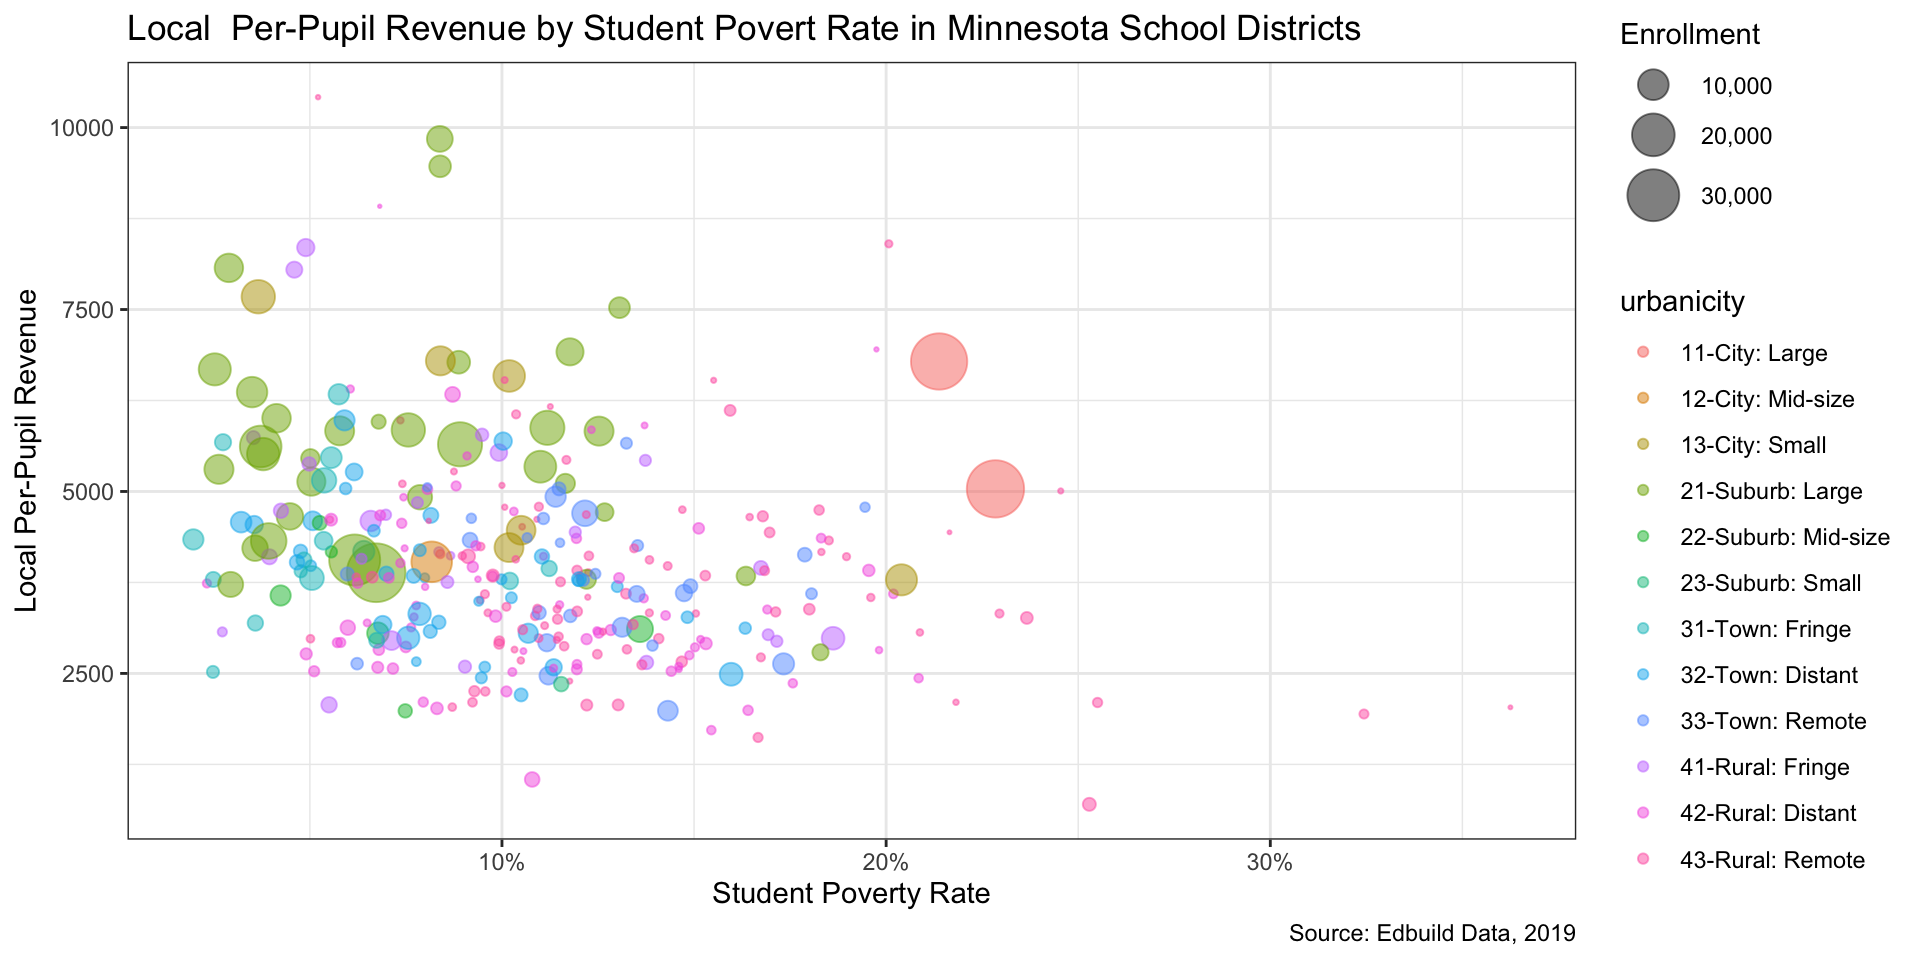 Local  Per-Pupil Revenue by Student Povert Rate in Minnesota School Districts
Local Per-Pupil Revenue
10000
7500
5000
2500
10%
20%
30%
Student Poverty Rate
Source: Edbuild Data, 2019
Enrollment
10,000
20,000
30,000
urbanicity
11-City: Large
12-City: Mid-size
13-City: Small
21-Suburb: Large
22-Suburb: Mid-size
23-Suburb: Small
31-Town: Fringe
32-Town: Distant
33-Town: Remote
41-Rural: Fringe
42-Rural: Distant
43-Rural: Remote